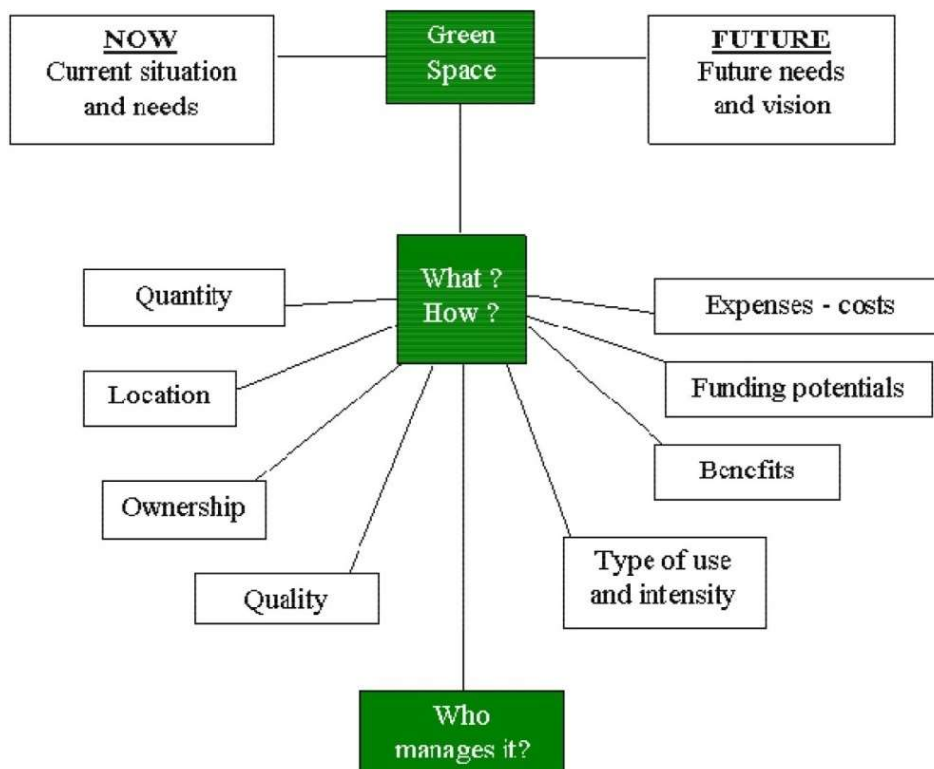 NOW
Current situation
and needs
Green
Space
FUTURE
Future needs
and vision
What ?
How ?
Quantity
Location
Ownership
Quality
Expenses - costs
Funding potentials
Benefits
Type of use
and intensity
Who
manages it?